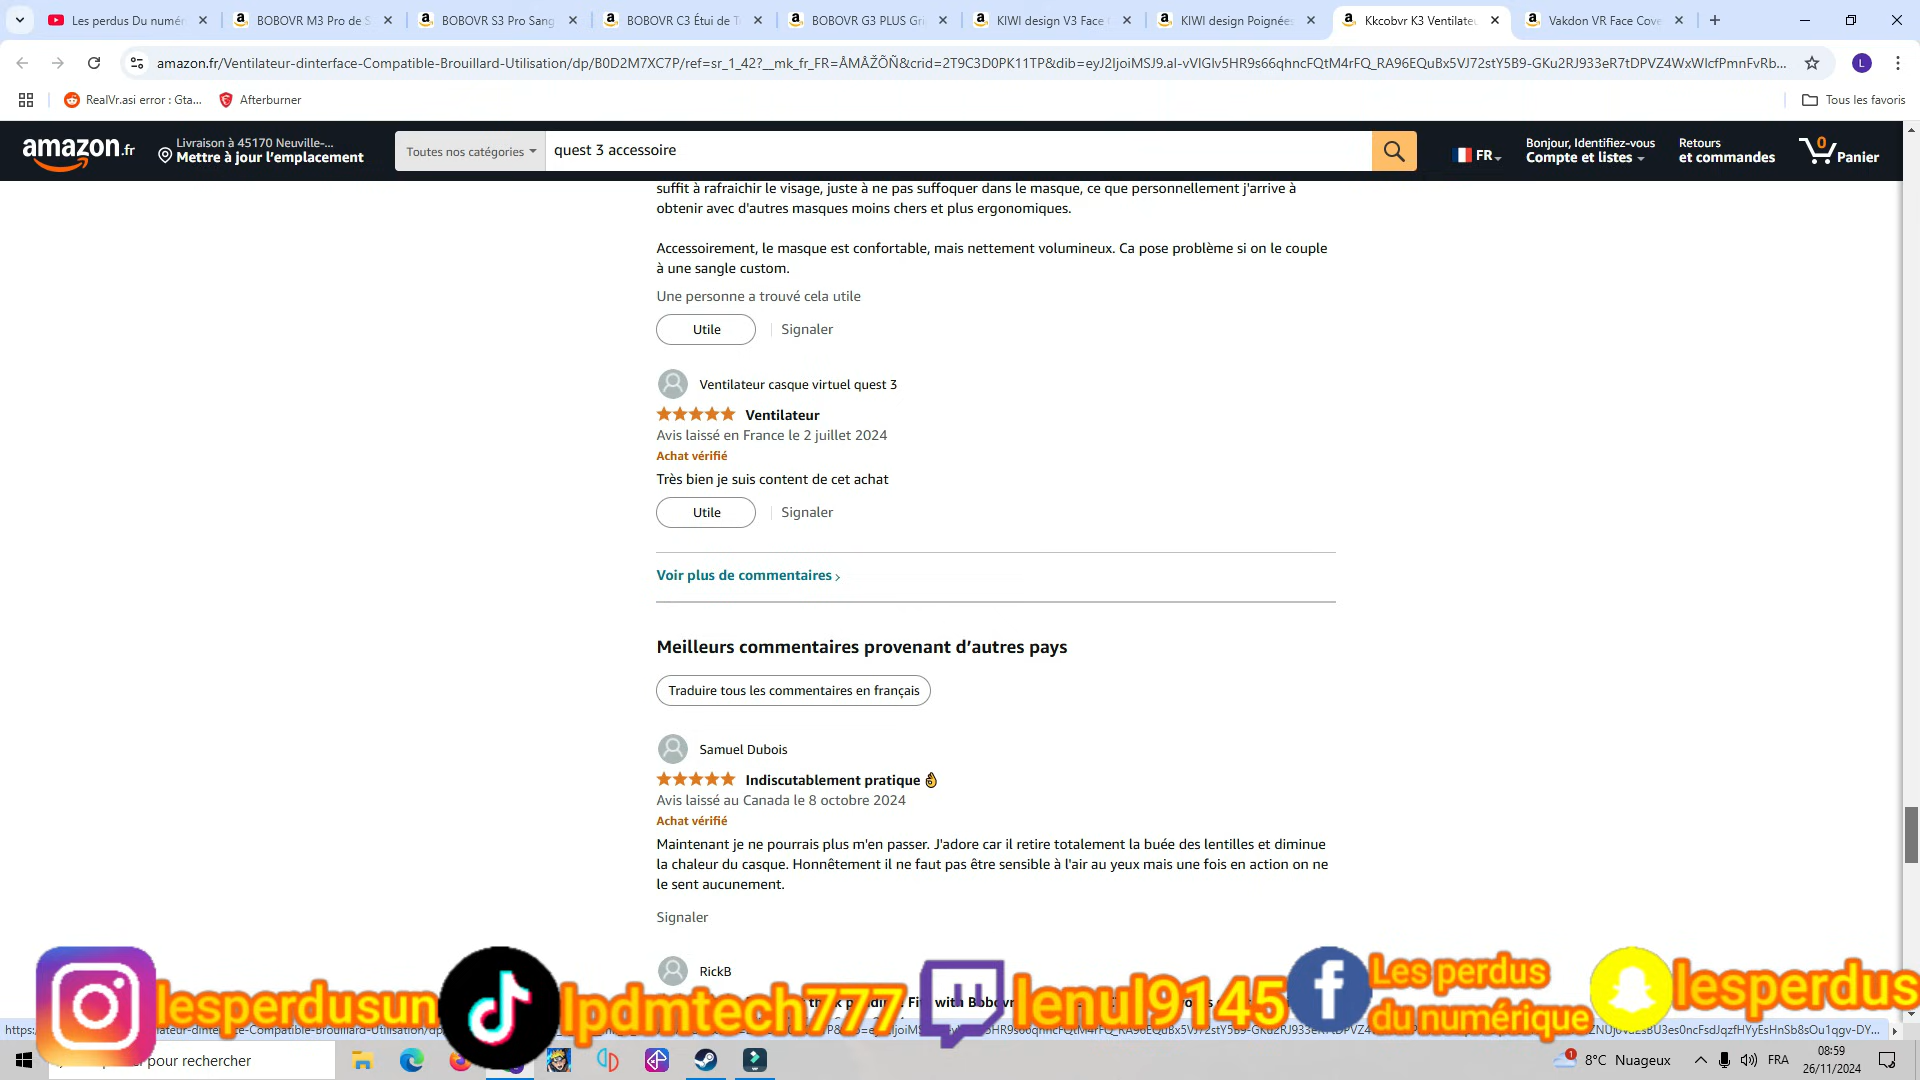 Les perdus Du numér
BOBOVR M3 Pro de S
BOBOVR S3 Pro Sang
BOBOVR C3 Étui de T
BOBOVR G3 PLUS Gri
KIWI design V3 Face
KIWI design Poignées
Kkcobvr K3 Ventilate
Vakdon VR Face Cove
amazon.fr/Ventilateur-dinterface-Compatible-Brouillard-Utilisation/dp/B0D2M7XC7P/ref=sr_1_42?__mk_fr_FR=ÅMÅŽÕÑ&crid=2T9C3D0PK11TP&dib=eyJ2IjoiMSJ9.al-vVIGlv5HR9s66qhncFQtM4rFQ_RA96EQuBx5VJ72stY5B9-GKu2RJ933eR7tDPVZ4WxWIcfPmnFvRb...
L
RealVr.asi error : Gta...
Afterburner
Tous les favoris
amazon.fr
Livraison à 45170 Neuville-...
Mettre à jour l’emplacement
Toutes nos catégories
quest 3 accessoire
FR
Bonjour, Identifiez-vous
Compte et listes
Retours
et commandes
0
Panier
suffit à rafraichir le visage, juste à ne pas suffoquer dans le masque, ce que personnellement j'arrive à
obtenir avec d'autres masques moins chers et plus ergonomiques.
Accessoirement, le masque est confortable, mais nettement volumineux. Ca pose problème si on le couple
à une sangle custom.
Une personne a trouvé cela utile
Utile
Signaler
Ventilateur casque virtuel quest 3
Ventilateur
Avis laissé en France le 2 juillet 2024
Achat vérifié
Très bien je suis content de cet achat
Utile
Signaler
Voir plus de commentaires ›
Meilleurs commentaires provenant d’autres pays
Traduire tous les commentaires en français
Samuel Dubois
Indiscutablement pratique 👌
Avis laissé au Canada le 8 octobre 2024
Achat vérifié
Maintenant je ne pourrais plus m'en passer. J'adore car il retire totalement la buée des lentilles et diminue
la chaleur du casque. Honnêtement il ne faut pas être sensible à l'air au yeux mais une fois en action on ne
le sent aucunement.
Signaler
RickB
lesperdusun
lpdmtech777
lenul9145
Les perdus
du numérique
lesperdus
pour rechercher
1
8°C Nuageux
FRA
08:59
26/11/2024